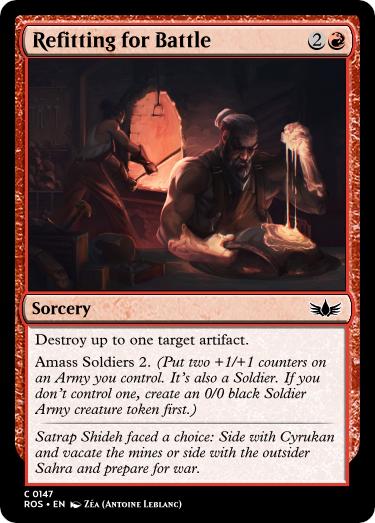 Refitting for Battle 2
Sorcery
Destroy up to one target artifact.
Amass Soldiers 2. (Put two +1/+1 counters on
an Army you control. It's also a Soldier. If you
don't control one, create an 0/0 black Soldier
Army creature token first.)
Satrap Shideh faced a choice: Side with Cyrukan
and vacate the mines or side with the outsider
Sahra and prepare for war.
C 0147
ROS • EN Zéa (Antoine Leblanc)